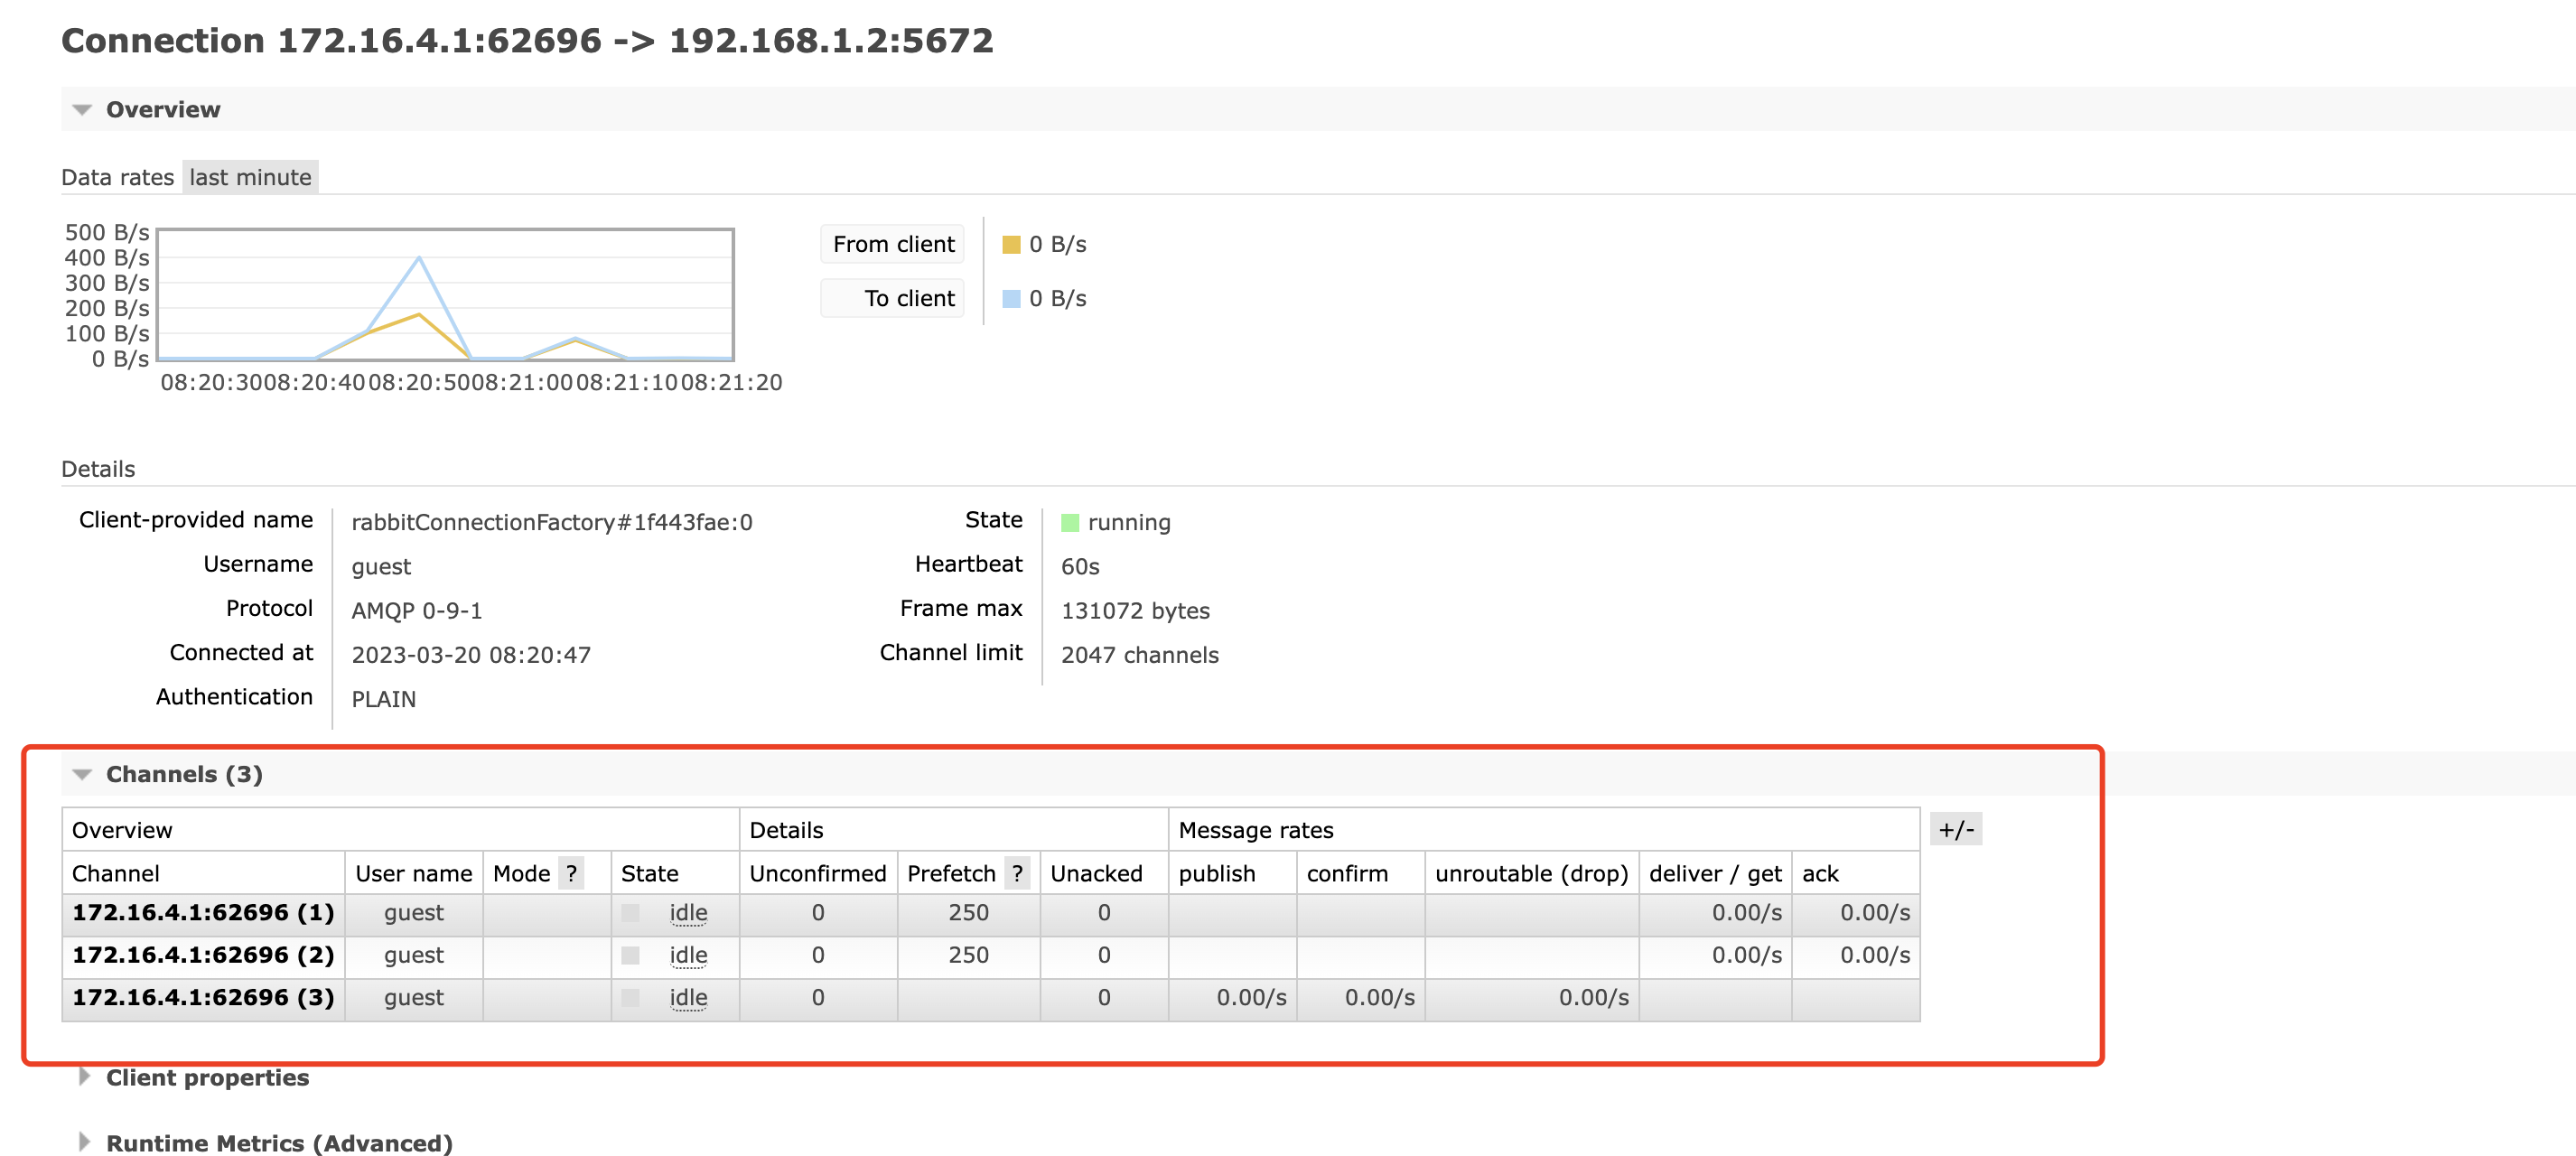 Connection 172.16.4.1:62696 -> 192.168.1.2:5672
Overview
Data rates last minute
500 B/s
400 B/s
300 B/s
200 B/s
100 B/s
0 B/s
08:20:30 08:20:40 08:20:50 08:21:00 08:21:10 08:21:20
From client 0 B/s
To client 0 B/s
Details
Client-provided name rabbitConnectionFactory#1f443fae:0
Username guest
Protocol AMQP 0-9-1
Connected at 2023-03-20 08:20:47
Authentication PLAIN
State running
Heartbeat 60s
Frame max 131072 bytes
Channel limit 2047 channels
Channels (3)
Overview Details Message rates +/-
Channel User name Mode ? State Unconfirmed Prefetch ? Unacked publish confirm unroutable (drop) deliver / get ack
172.16.4.1:62696 (1) guest idle 0 250 0 0.00/s 0.00/s
172.16.4.1:62696 (2) guest idle 0 250 0 0.00/s 0.00/s
172.16.4.1:62696 (3) guest idle 0 0 0.00/s 0.00/s 0.00/s
Client properties
Runtime Metrics (Advanced)